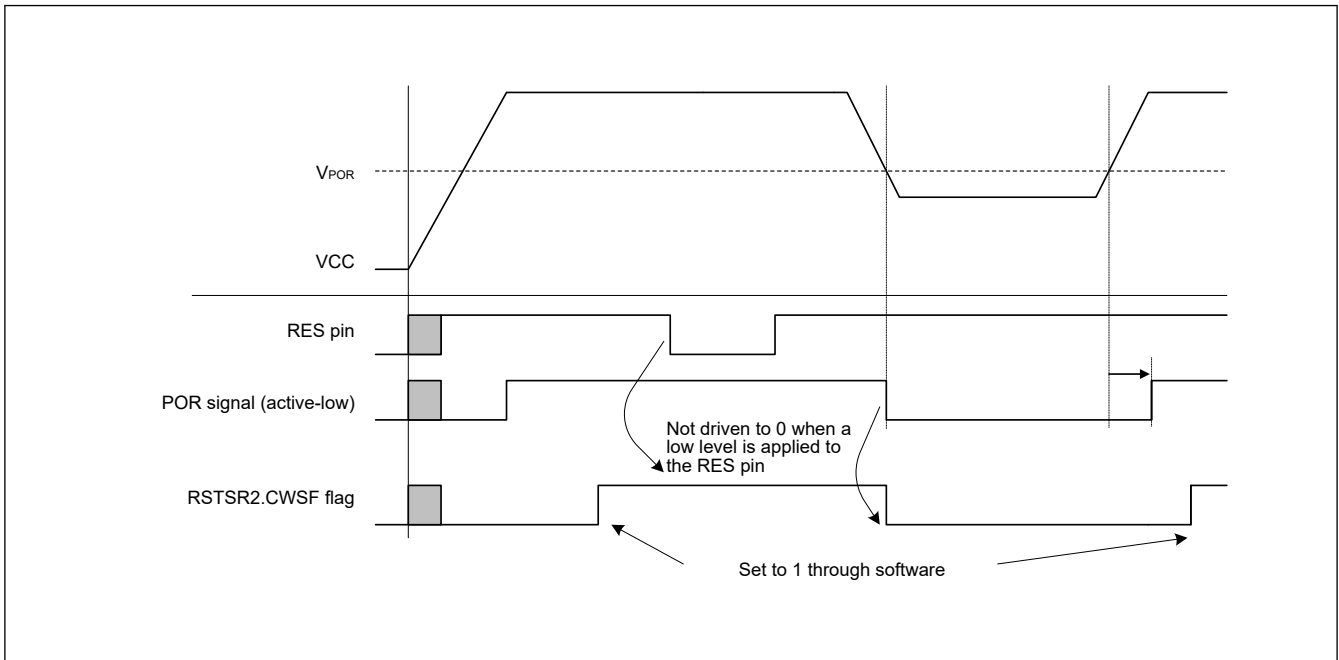 VPOR
VCC
RES pin
POR signal (active-low)
Not driven to 0 when a
low level is applied to
the RES pin
RSTSR2.CWSF flag
Set to 1 through software